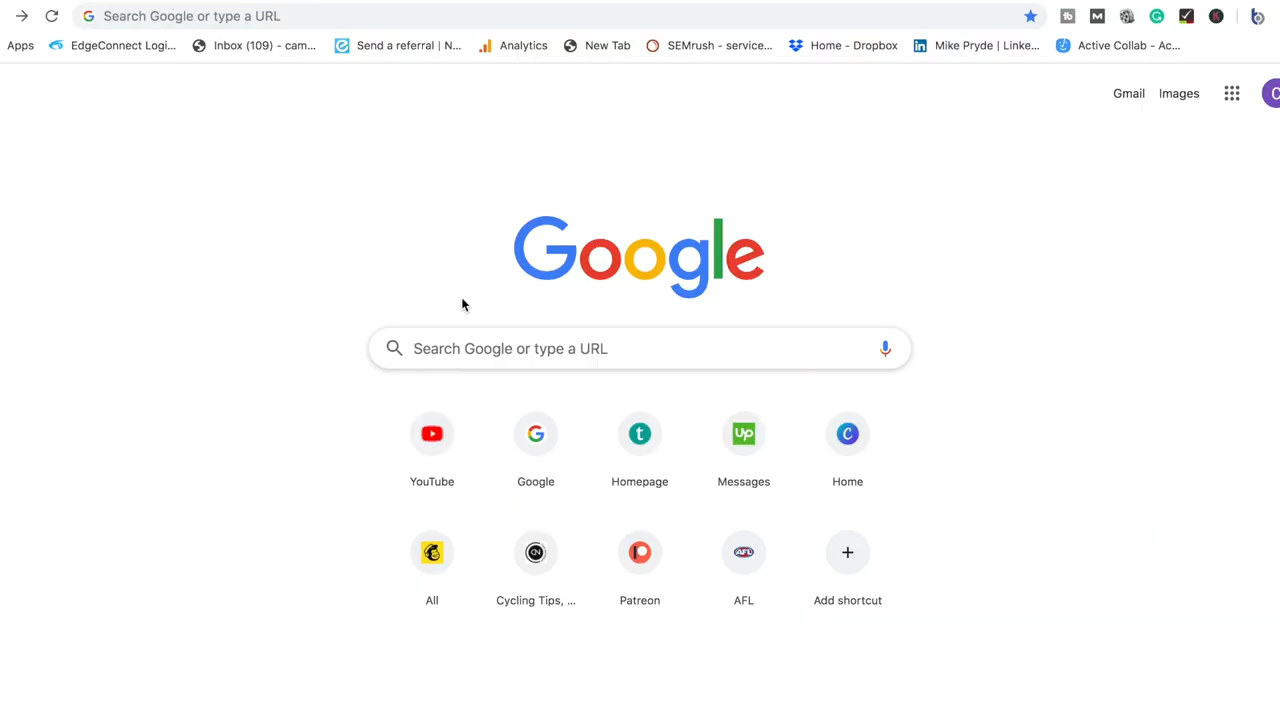 Search Google or type a URL
Apps EdgeConnect Logi... Inbox (109) - cam... Send a referral | N... Analytics New Tab SEMrush - service... Home - Dropbox Mike Pryde | Linke... Active Collab - Ac...
Gmail Images
C
Google
Search Google or type a URL
YouTube Google Homepage Messages Home
All Cycling Tips, ... Patreon AFL Add shortcut